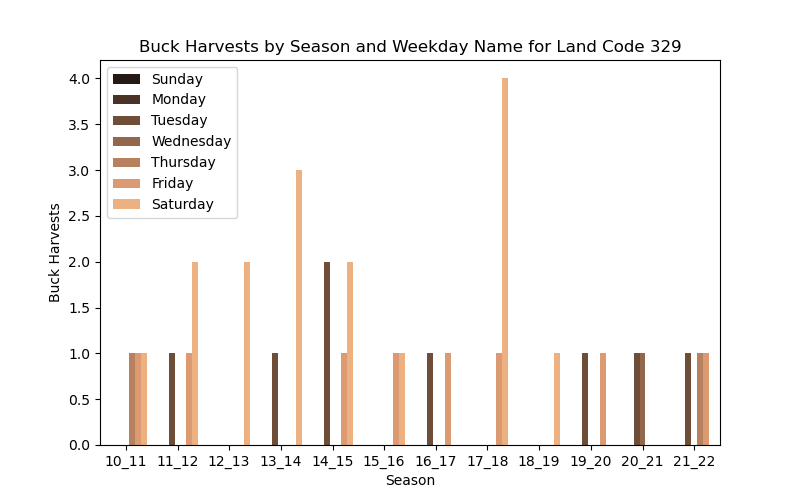 Buck Harvests by Season and Weekday Name for Land Code 329
Sunday
Monday
Tuesday
Wednesday
Thursday
Friday
Saturday
4.0
3.5
3.0
2.5
2.0
1.5
1.0
0.5
0.0
Buck Harvests
10_11 11_12 12_13 13_14 14_15 15_16 16_17 17_18 18_19 19_20 20_21 21_22
Season